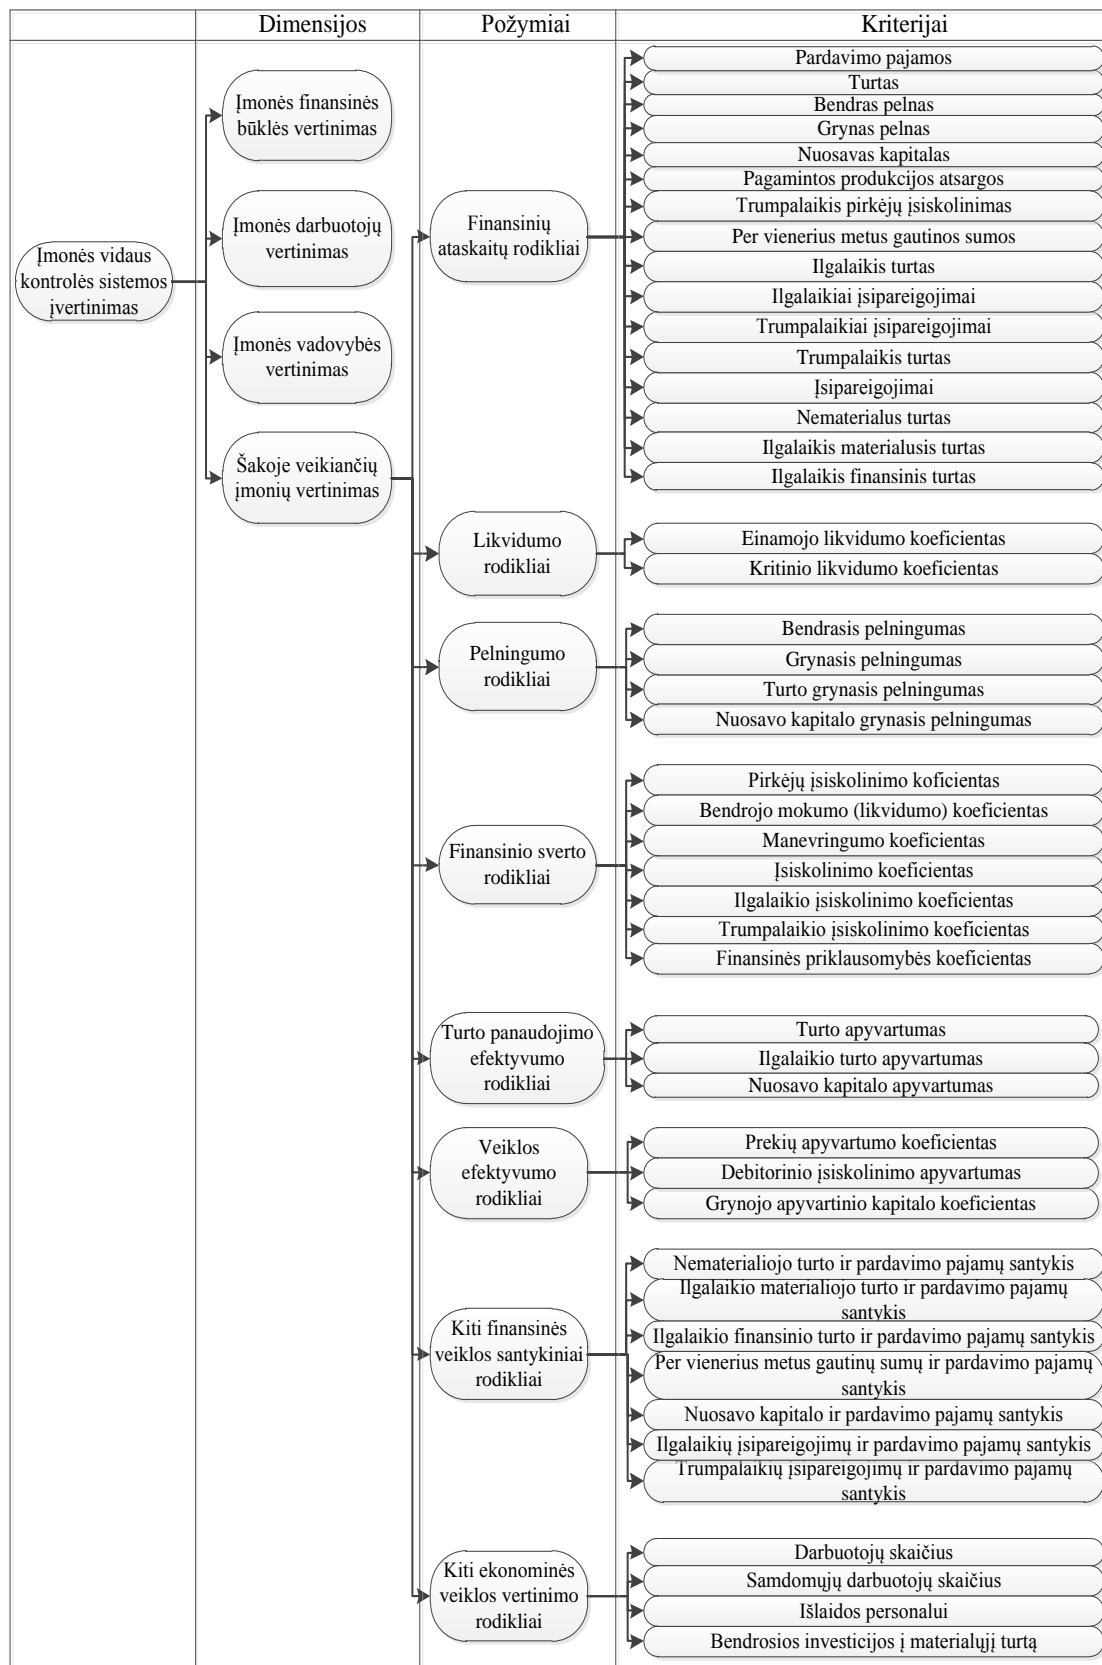 Dimensijos
Požymiai
Kriterijai
Įmonės vidaus
kontrolės sistemos
įvertinimas
Įmonės finansinės
būklės vertinimas
Įmonės darbuotojų
vertinimas
Įmonės vadovybės
vertinimas
Šakoje veikiančių
įmonių vertinimas
Finansinių
ataskaitų rodikliai
Pardavimo pajamos
Turtas
Bendras pelnas
Grynas pelnas
Nuosavas kapitalas
Pagamintos produkcijos atsargos
Trumpalaikis pirkėjų įsiskolinimas
Per vienerius metus gautinos sumos
Ilgalaikis turtas
Ilgalaikiai įsipareigojimai
Trumpalaikiai įsipareigojimai
Trumpalaikis turtas
Įsipareigojimai
Nematerialus turtas
Ilgalaikis materialusis turtas
Ilgalaikis finansinis turtas
Likvidumo
rodikliai
Einamojo likvidumo koeficientas
Kritinio likvidumo koeficientas
Pelningumo
rodikliai
Bendrasis pelningumas
Grynasis pelningumas
Turto grynasis pelningumas
Nuosavo kapitalo grynasis pelningumas
Finansinio sverto
rodikliai
Pirkėjų įsiskolinimo koficientas
Bendrojo mokumo (likvidumo) koeficientas
Manevringumo koeficientas
Įsiskolinimo koeficientas
Ilgalaikio įsiskolinimo koeficientas
Trumpalaikio įsiskolinimo koeficientas
Finansinės priklausomybės koeficientas
Turto panaudojimo
efektyvumo
rodikliai
Turto apyvartumas
Ilgalaikio turto apyvartumas
Nuosavo kapitalo apyvartumas
Veiklos
efektyvumo
rodikliai
Prekių apyvartumo koeficientas
Debitorinio įsiskolinimo apyvartumas
Grynojo apyvartinio kapitalo koeficientas
Kiti finansinės
veiklos santykiniai
rodikliai
Nematerialiojo turto ir pardavimo pajamų santykis
Ilgalaikio materialiojo turto ir pardavimo pajamų
santykis
Ilgalaikio finansinio turto ir pardavimo pajamų santykis
Per vienerius metus gautinų sumų ir pardavimo pajamų
santykis
Nuosavo kapitalo ir pardavimo pajamų santykis
Ilgalaikių įsipareigojimų ir pardavimo pajamų santykis
Trumpalaikių įsipareigojimų ir pardavimo pajamų
santykis
Kiti ekonominės
veiklos vertinimo
rodikliai
Darbuotojų skaičius
Samdomųjų darbuotojų skaičius
Išlaidos personalui
Bendrosios investicijos į materialųjį turtą